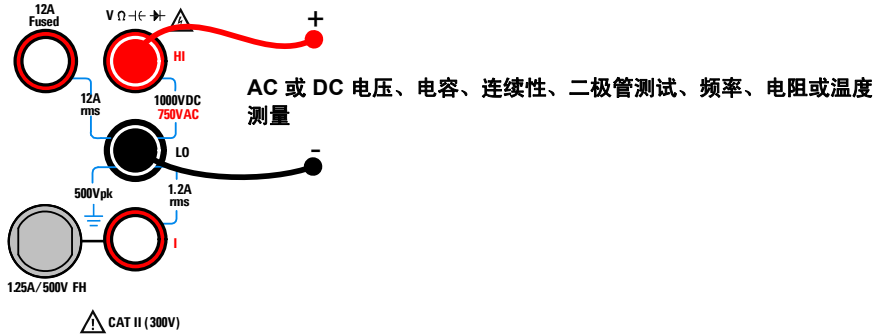 12A
Fused
V Ω
+
HI
AC 或 DC 电压、电容、连续性、二极管测试、频率、电阻或温度
测量
12A
rms
1000VDC
750VAC
LO
-
500Vpk
1.2A
rms
I
1.25A/500V FH
CAT II (300V)